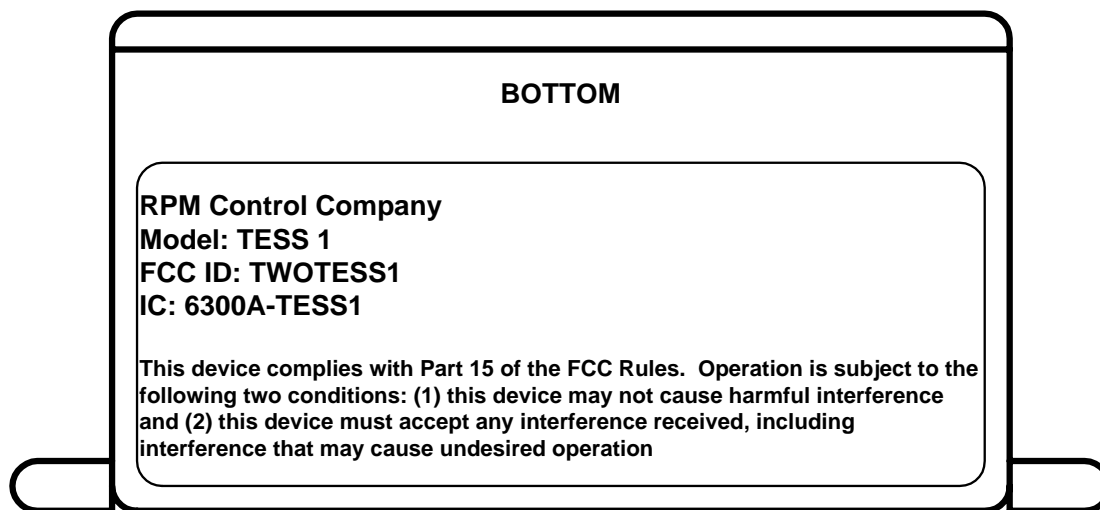 BOTTOM
RPM Control Company
Model: TESS 1
FCC ID: TWOTESS1
IC: 6300A-TESS1
This device complies with Part 15 of the FCC Rules.  Operation is subject to the
following two conditions: (1) this device may not cause harmful interference
and (2) this device must accept any interference received, including
interference that may cause undesired operation